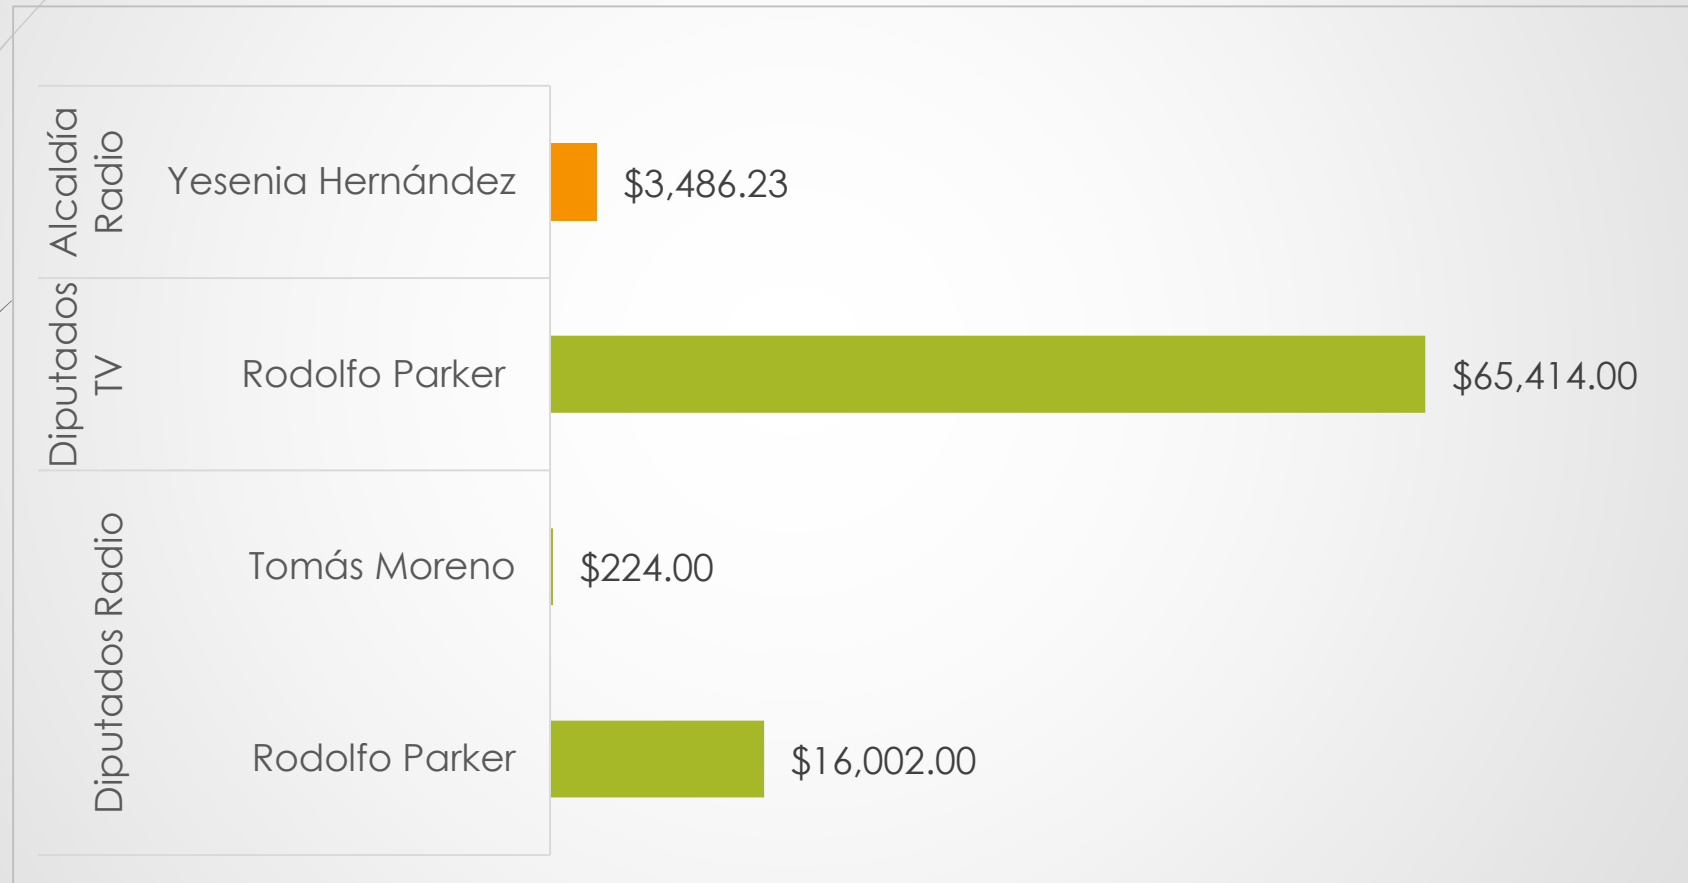 Alcaldía
Radio
Yesenia Hernández
$3,486.23
Diputados
TV
Rodolfo Parker
$65,414.00
Diputados Radio
Tomás Moreno
$224.00
Rodolfo Parker
$16,002.00